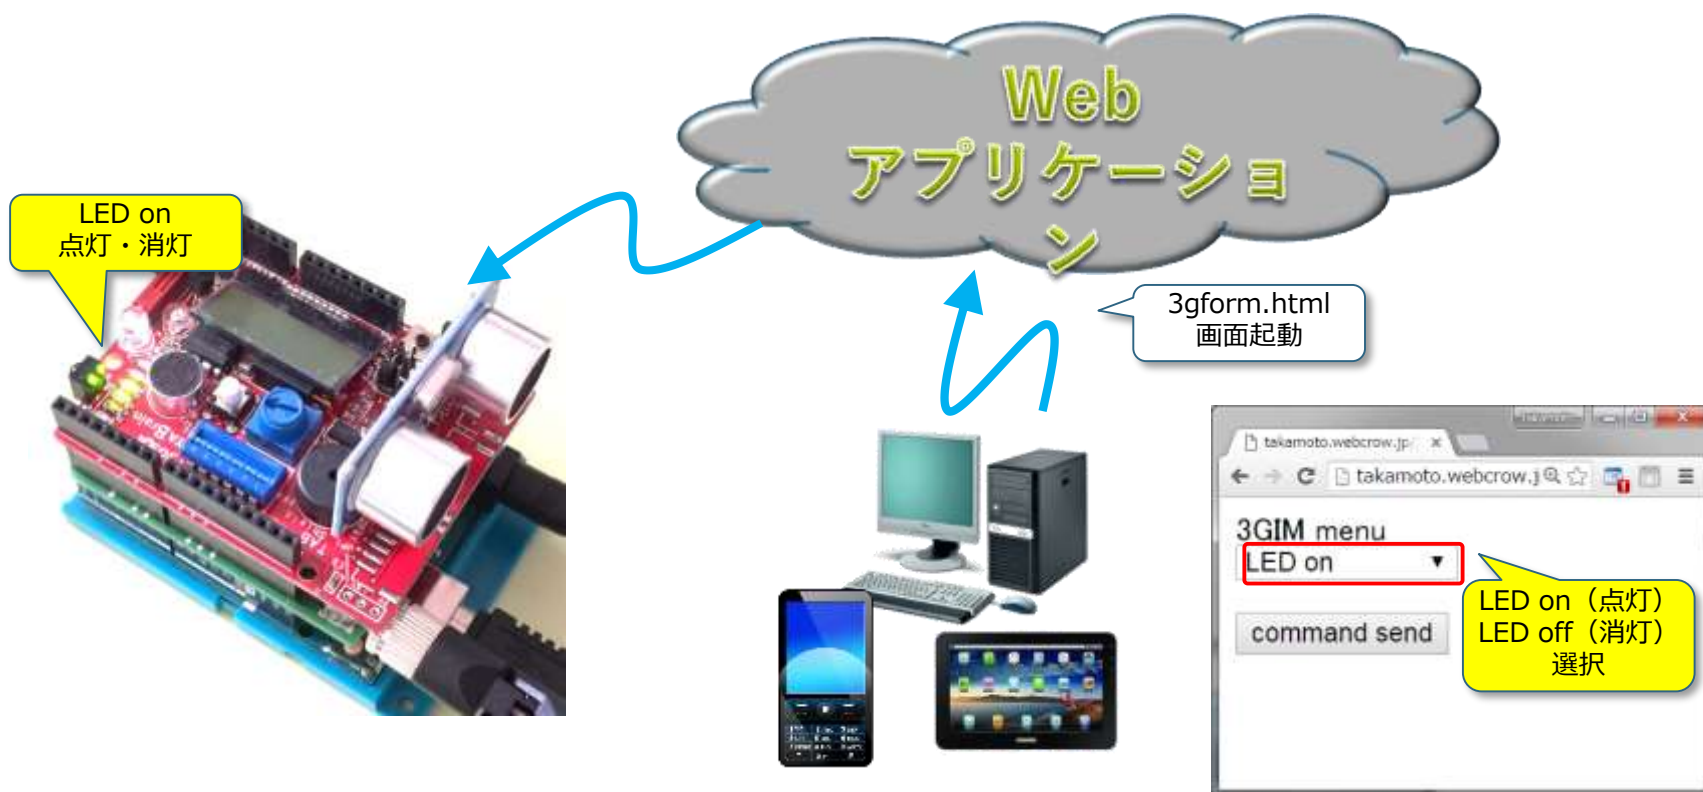 Web
アプリケーショ
ン
LED on
点灯・消灯
3gform.html
画面起動
takamoto.webcrow.jp
takamoto.webcrow.j
3GIM menu
LED on
command send
LED on（点灯）
LED off（消灯）
選択